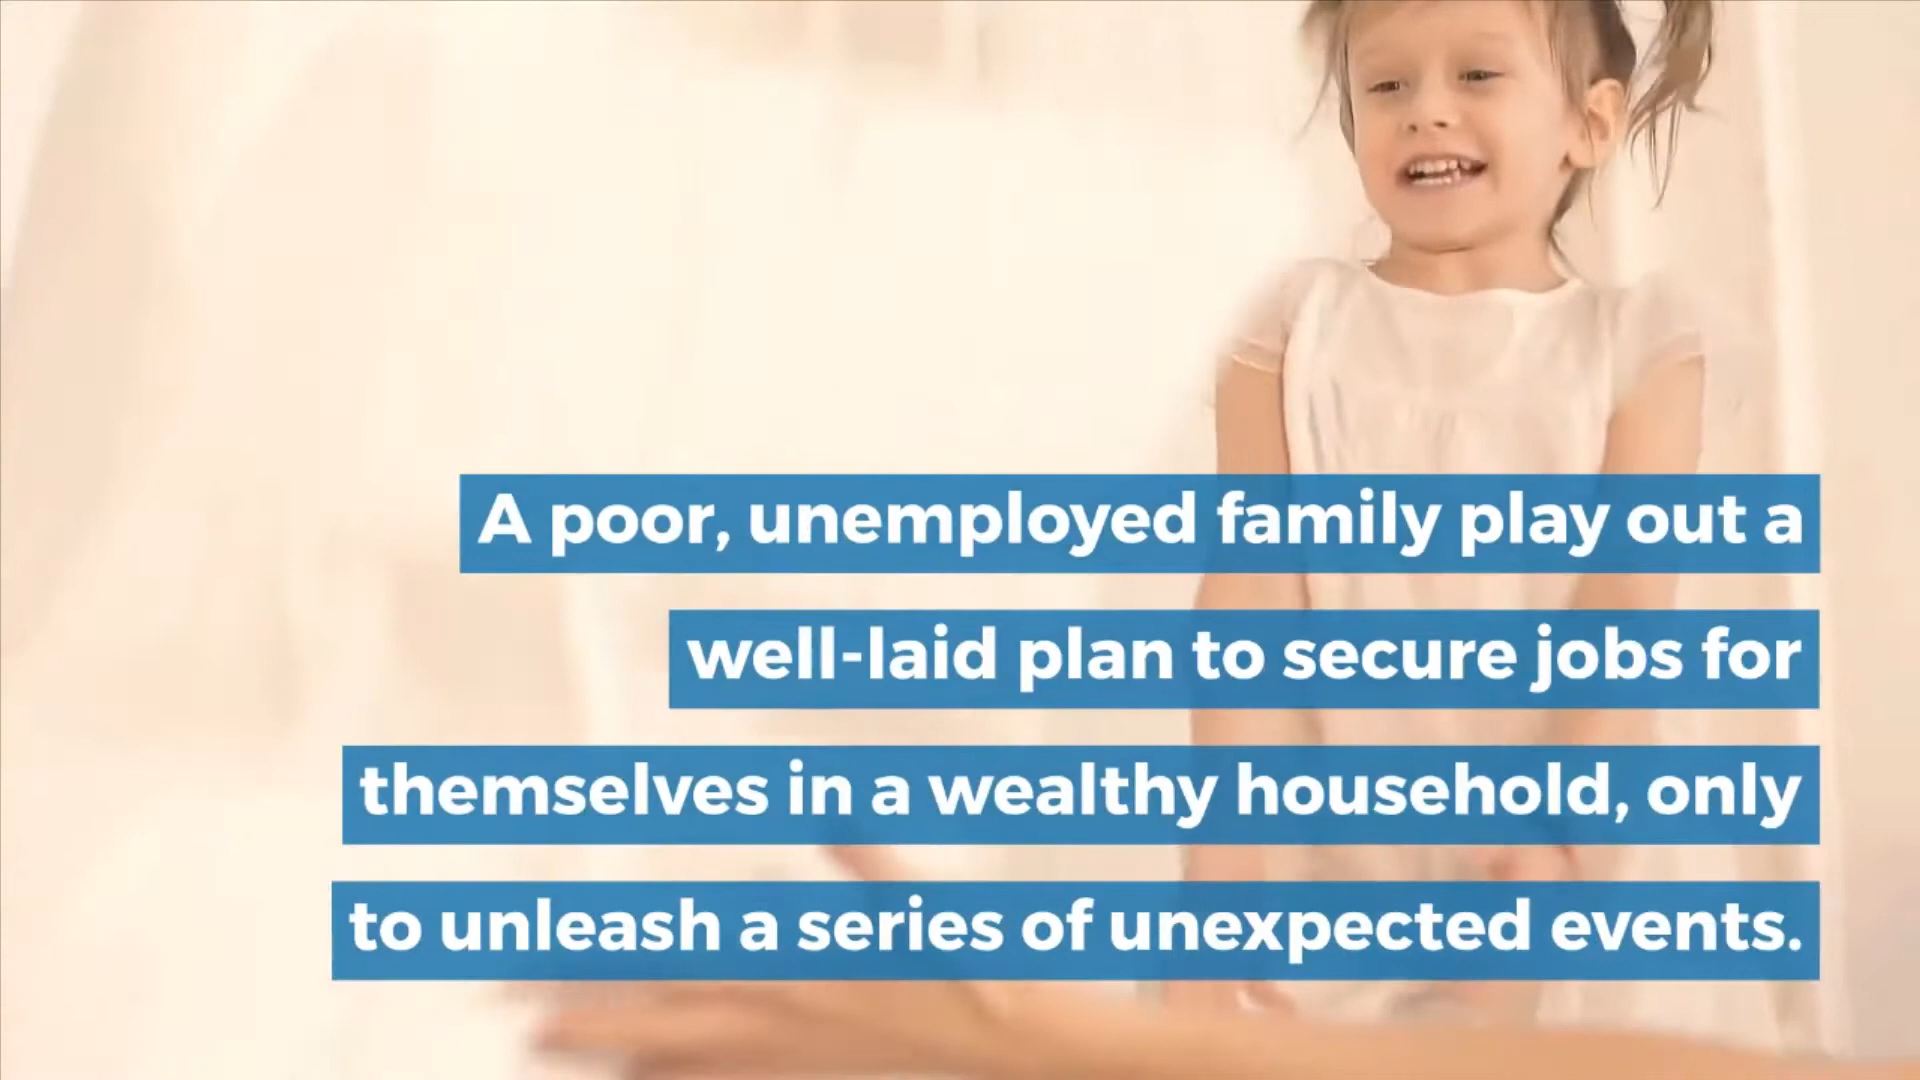 A poor, unemployed family play out a
well-laid plan to secure jobs for
themselves in a wealthy household, only
to unleash a series of unexpected events.